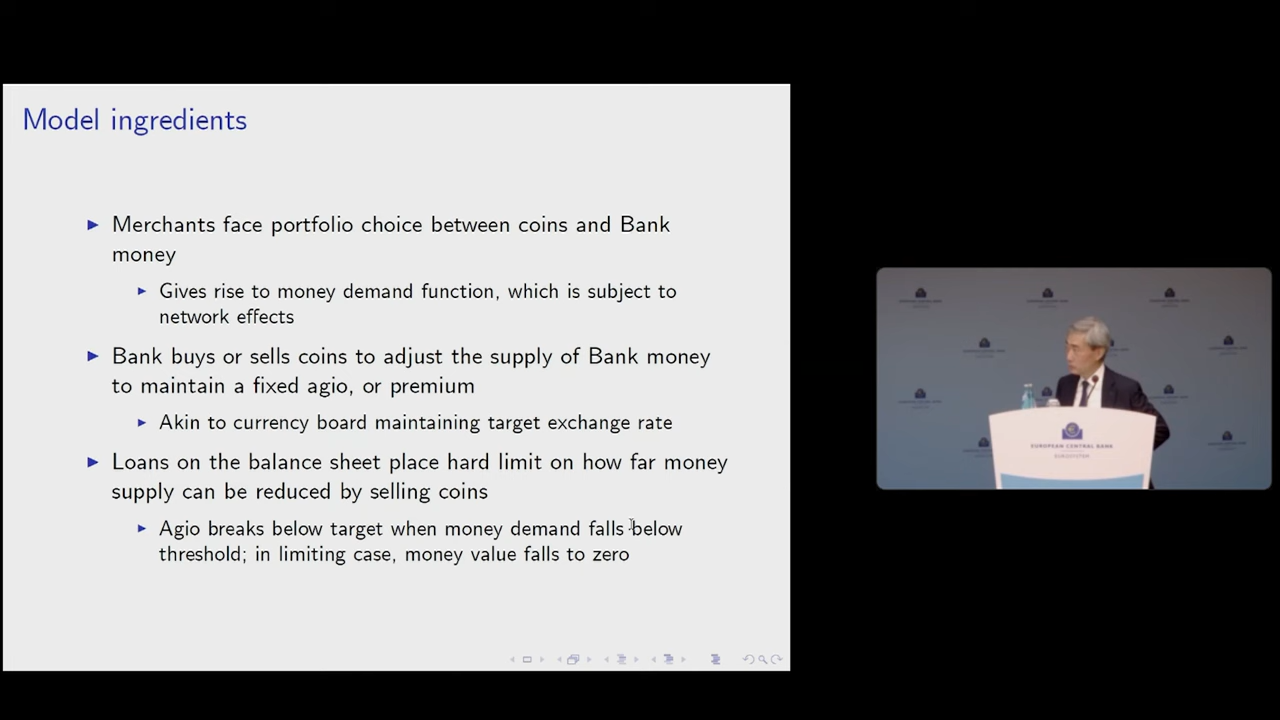 Model ingredients
Merchants face portfolio choice between coins and Bank
money
Gives rise to money demand function, which is subject to
network effects
Bank buys or sells coins to adjust the supply of Bank money
to maintain a fixed agio, or premium
Akin to currency board maintaining target exchange rate
Loans on the balance sheet place hard limit on how far money
supply can be reduced by selling coins
Agio breaks below target when money demand falls below
threshold; in limiting case, money value falls to zero
EUROPEAN CENTRAL BANK
EUROSYSTEM